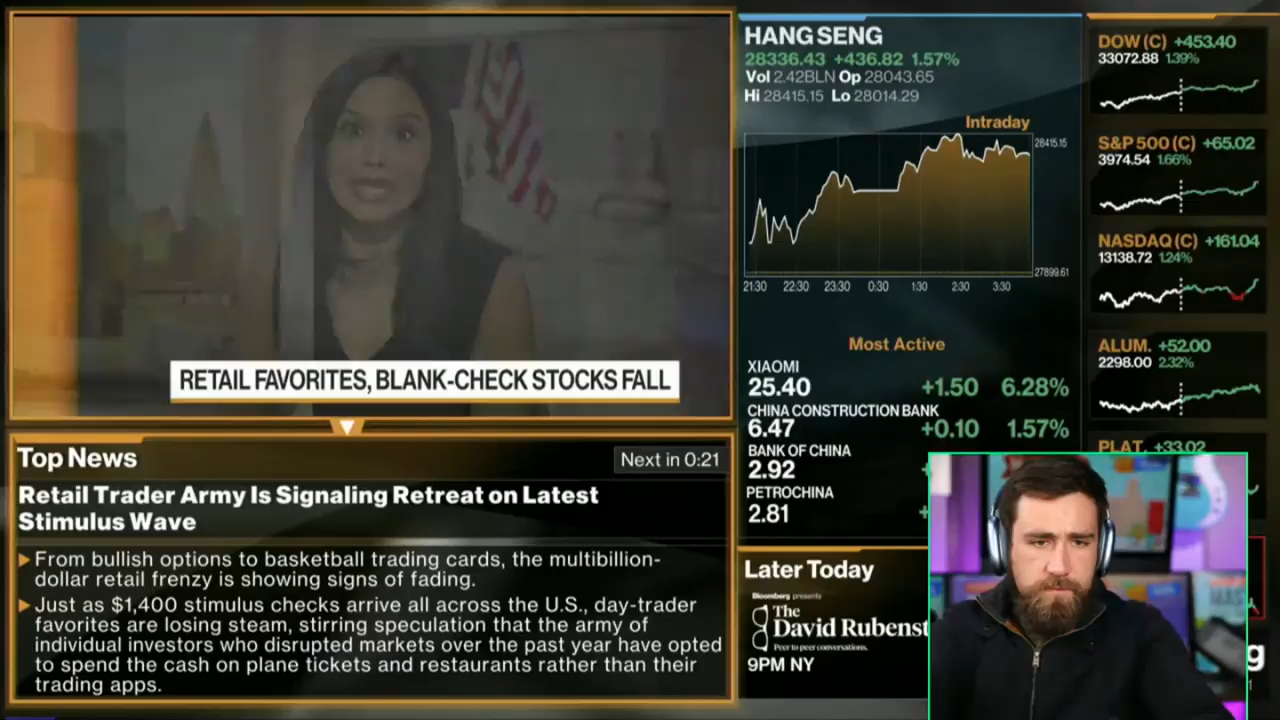 RETAIL FAVORITES, BLANK-CHECK STOCKS FALL
Top News
Next in 0:21
Retail Trader Army Is Signaling Retreat on Latest
Stimulus Wave
From bullish options to basketball trading cards, the multibillion-
dollar retail frenzy is showing signs of fading.
Just as $1,400 stimulus checks arrive all across the U.S., day-trader
favorites are losing steam, stirring speculation that the army of
individual investors who disrupted markets over the past year have opted
to spend the cash on plane tickets and restaurants rather than their
trading apps.
HANG SENG
28336.43 +436.82 1.57%
Vol 2.42BLN Op 28043.65
Hi 28415.15 Lo 28014.29
Intraday
28415.15
27899.61
21:30 22:30 23:30 0:30 1:30 2:30 3:30
Most Active
XIAOMI
25.40 +1.50 6.28%
CHINA CONSTRUCTION BANK
6.47 +0.10 1.57%
BANK OF CHINA
2.92
PETROCHINA
2.81
Later Today
Bloomberg presents
The
David Rubenst
Peer to peer conversations.
9PM NY
DOW (C) +453.40
33072.88 1.39%
S&P 500 (C) +65.02
3974.54 1.66%
NASDAQ (C) +161.04
13138.72 1.24%
ALUM. +52.00
2298.00 2.32%
PLAT. +33.02
g